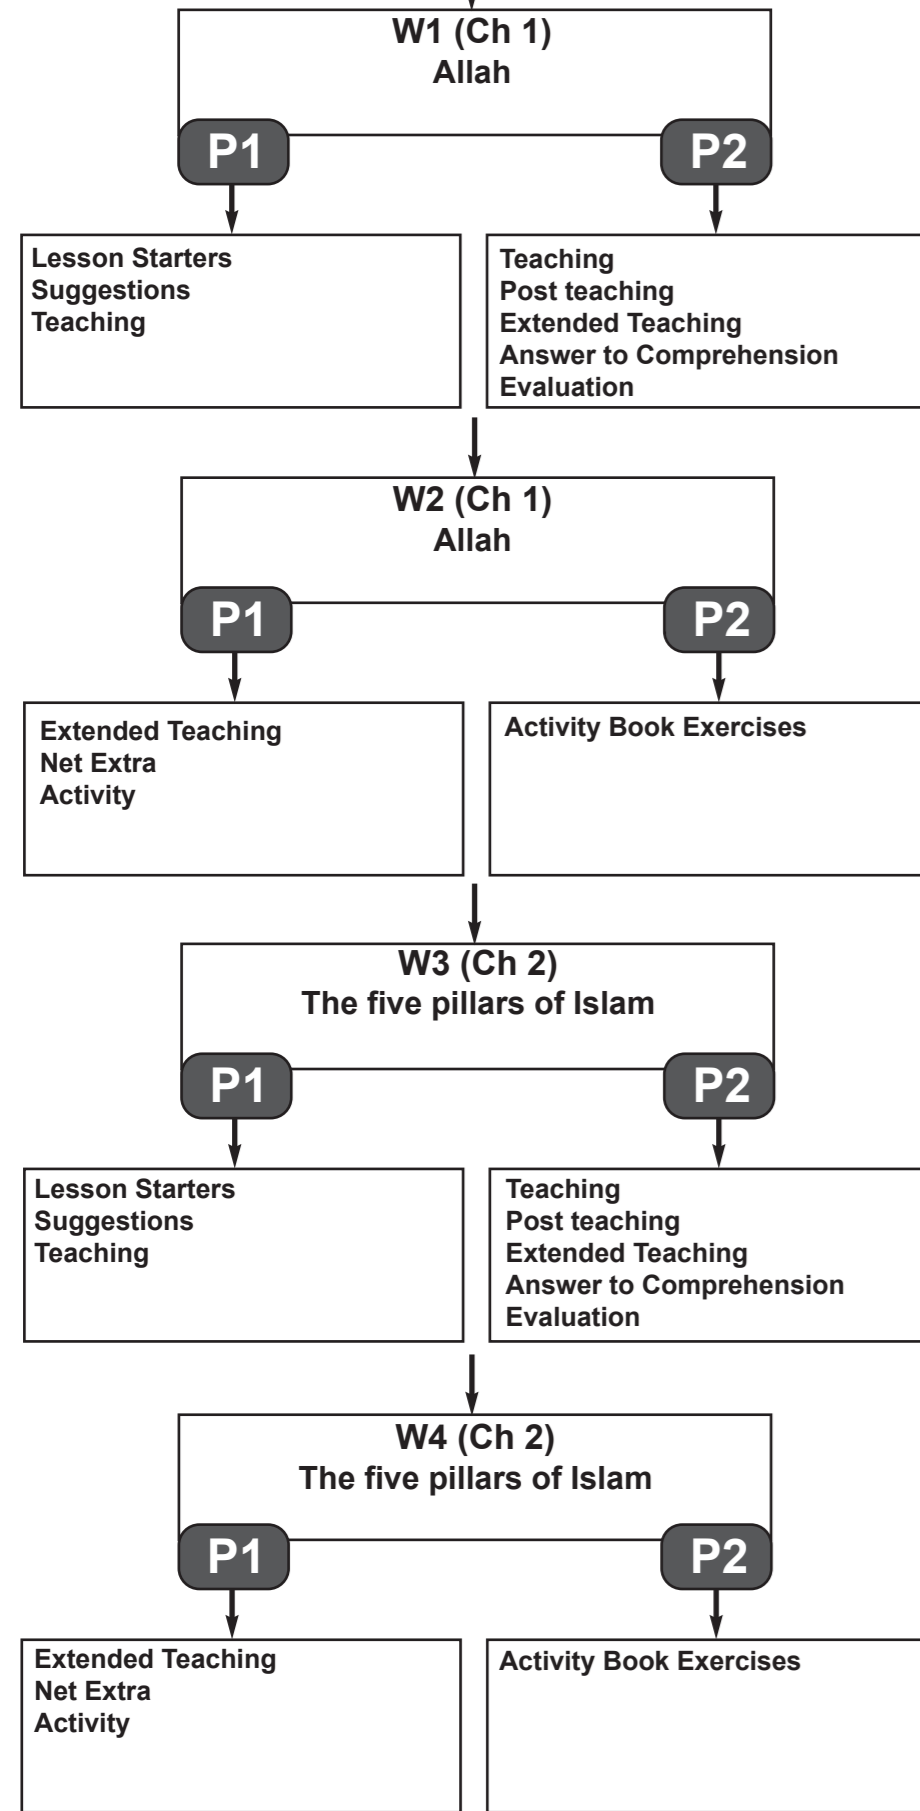 W1 (Ch 1)
Allah
P1
P2
Lesson Starters
Suggestions
Teaching
Teaching
Post teaching
Extended Teaching
Answer to Comprehension
Evaluation
W2 (Ch 1)
Allah
P1
P2
Extended Teaching
Net Extra
Activity
Activity Book Exercises
W3 (Ch 2)
The five pillars of Islam
P1
P2
Lesson Starters
Suggestions
Teaching
Teaching
Post teaching
Extended Teaching
Answer to Comprehension
Evaluation
W4 (Ch 2)
The five pillars of Islam
P1
P2
Extended Teaching
Net Extra
Activity
Activity Book Exercises